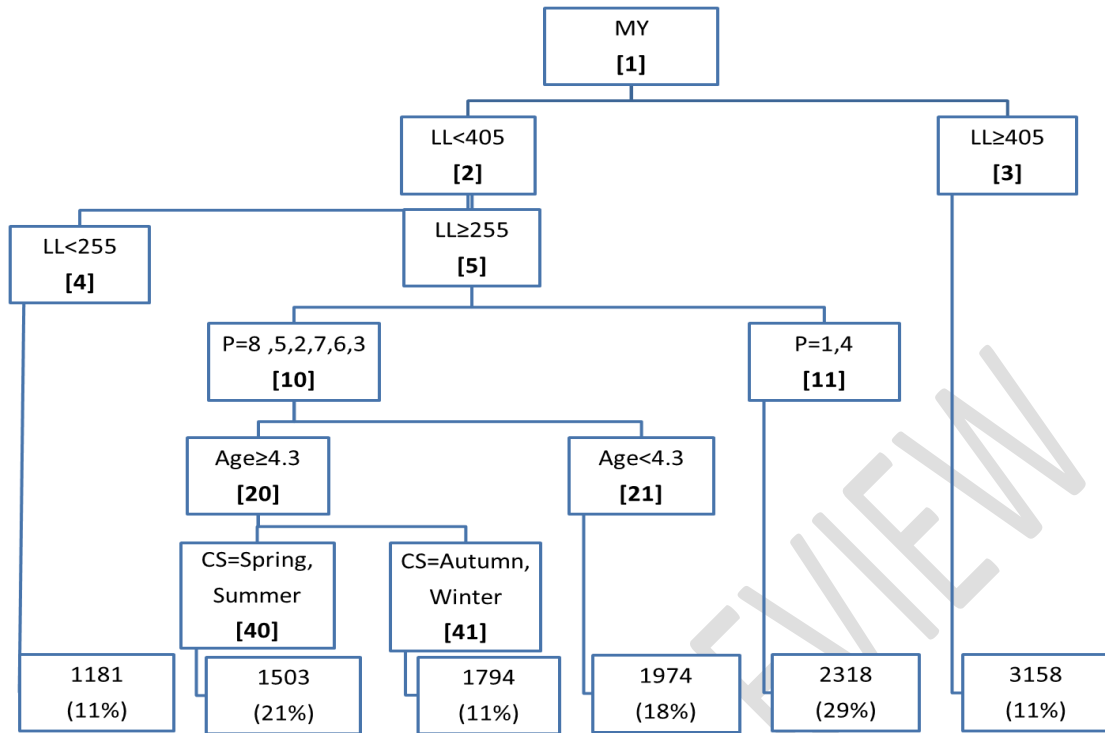 MY
[1]
LL<405
[2]
LL≥405
[3]
LL<255
[4]
LL≥255
[5]
P=8 ,5,2,7,6,3
[10]
P=1,4
[11]
Age≥4.3
[20]
Age<4.3
[21]
CS=Spring,
Summer
[40]
CS=Autumn,
Winter
[41]
1181
(11%)
1503
(21%)
1794
(11%)
1974
(18%)
2318
(29%)
3158
(11%)
EVIEW